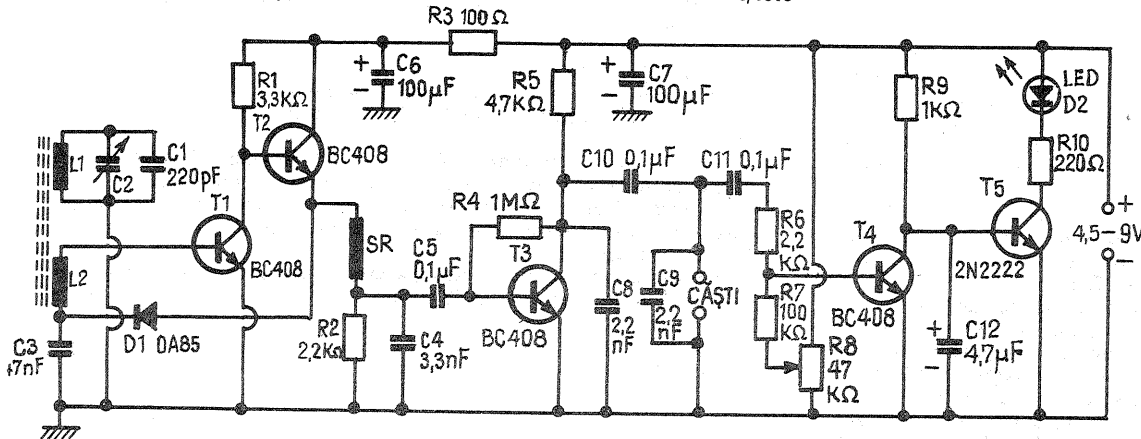 R3 100Ω
R1
3,3KΩ
T2
BC408
+
C6
100µF
−
R5
4,7KΩ
+
C7
100µF
−
R9
1KΩ
LED
D2
R10
220Ω
L1
C2
C1
220pF
T1
BC408
L2
D1 OA85
C3
47nF
SR
R2
2,2KΩ
C5
0,1µF
C4
3,3nF
R4 1MΩ
T3
BC408
C10 0,1µF
C11 0,1µF
C8
2,2
nF
C9
2,2
nF
CĂȘTI
R6
2,2
KΩ
R7
100
KΩ
R8
47
KΩ
T4
BC408
T5
2N2222
+
C12
4,7µF
−
+
4,5–9V
−